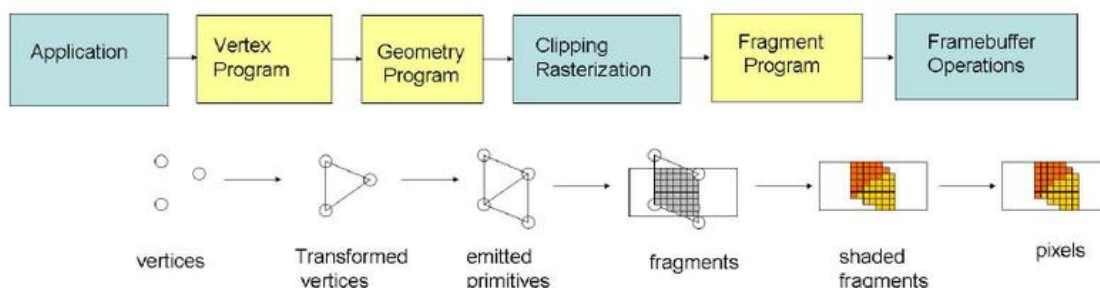 Application
Vertex
Program
Geometry
Program
Clipping
Rasterization
Fragment
Program
Framebuffer
Operations
vertices
Transformed
vertices
emitted
primitives
fragments
shaded
fragments
pixels